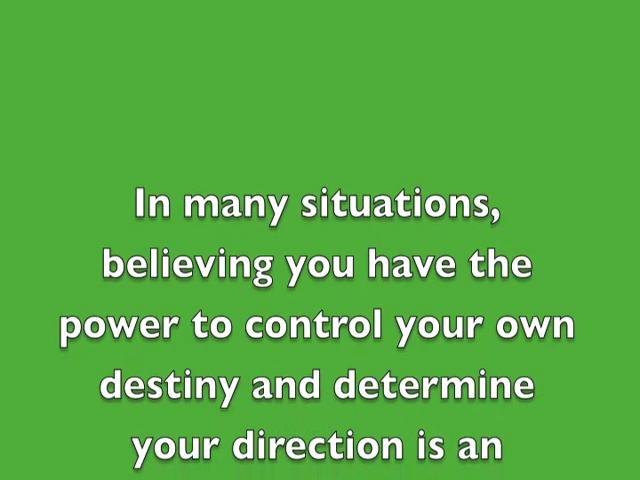 In many situations,
believing you have the
power to control your own
destiny and determine
your direction is an